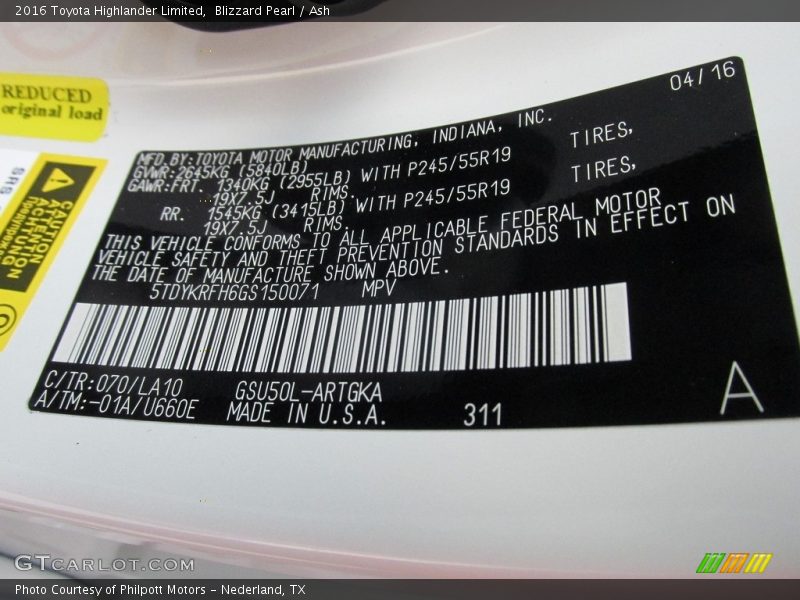 2016 Toyota Highlander Limited, Blizzard Pearl / Ash
REDUCED
original load
SRS
CAUTION
ATTENTION
ACHTUNG
04/16
MFD.BY:TOYOTA MOTOR MANUFACTURING, INDIANA, INC.
GVWR:2645KG (5840LB)
GAWR:FRT. 1340KG (2955LB) WITH P245/55R19 TIRES,
19X7.5J RIMS.
RR. 1545KG (3415LB) WITH P245/55R19 TIRES,
19X7.5J RIMS.
THIS VEHICLE CONFORMS TO ALL APPLICABLE FEDERAL MOTOR
VEHICLE SAFETY AND THEFT PREVENTION STANDARDS IN EFFECT ON
THE DATE OF MANUFACTURE SHOWN ABOVE.
5TDYKRFH6GS150071 MPV
C/TR:070/LA10 GSU50L-ARTGKA
A/TM:-01A/U660E MADE IN U.S.A. 311
A
GTCARLOT.COM
Photo Courtesy of Philpott Motors - Nederland, TX